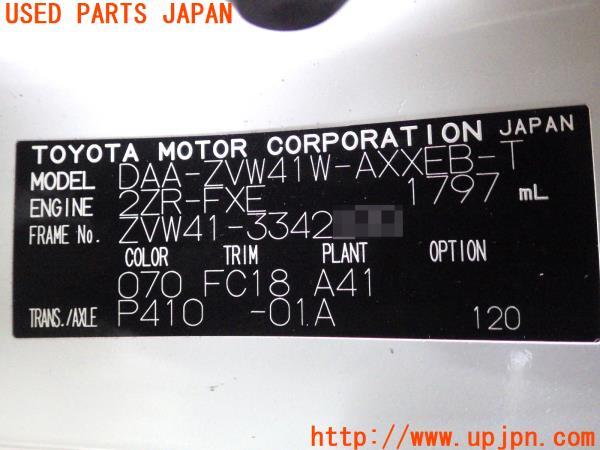 USED PARTS JAPAN
TOYOTA MOTOR CORPORATION JAPAN
MODEL DAA-ZVW41W-AXXEB-T
ENGINE 2ZR-FXE 1797 mL
FRAME No. ZVW41-3342
COLOR TRIM PLANT OPTION
070 FC18 A41
TRANS./AXLE P410 -01A 120
http://www.upjpn.com/